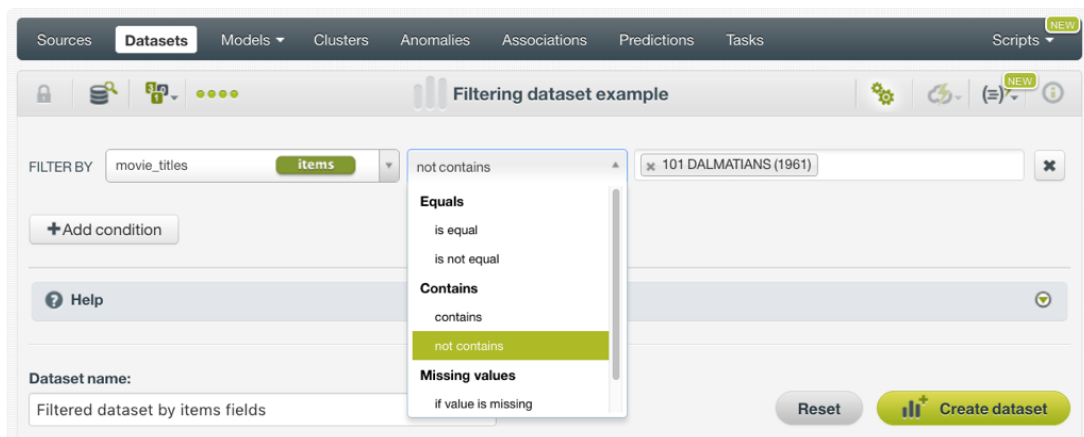 NEW
Sources Datasets Models Clusters Anomalies Associations Predictions Tasks Scripts
Filtering dataset example
NEW
FILTER BY movie_titles items not contains × 101 DALMATIANS (1961)
Equals
+Add condition
is equal
is not equal
Contains
Help
contains
not contains
Missing values
Dataset name:
if value is missing
Filtered dataset by items fields
Reset Create dataset